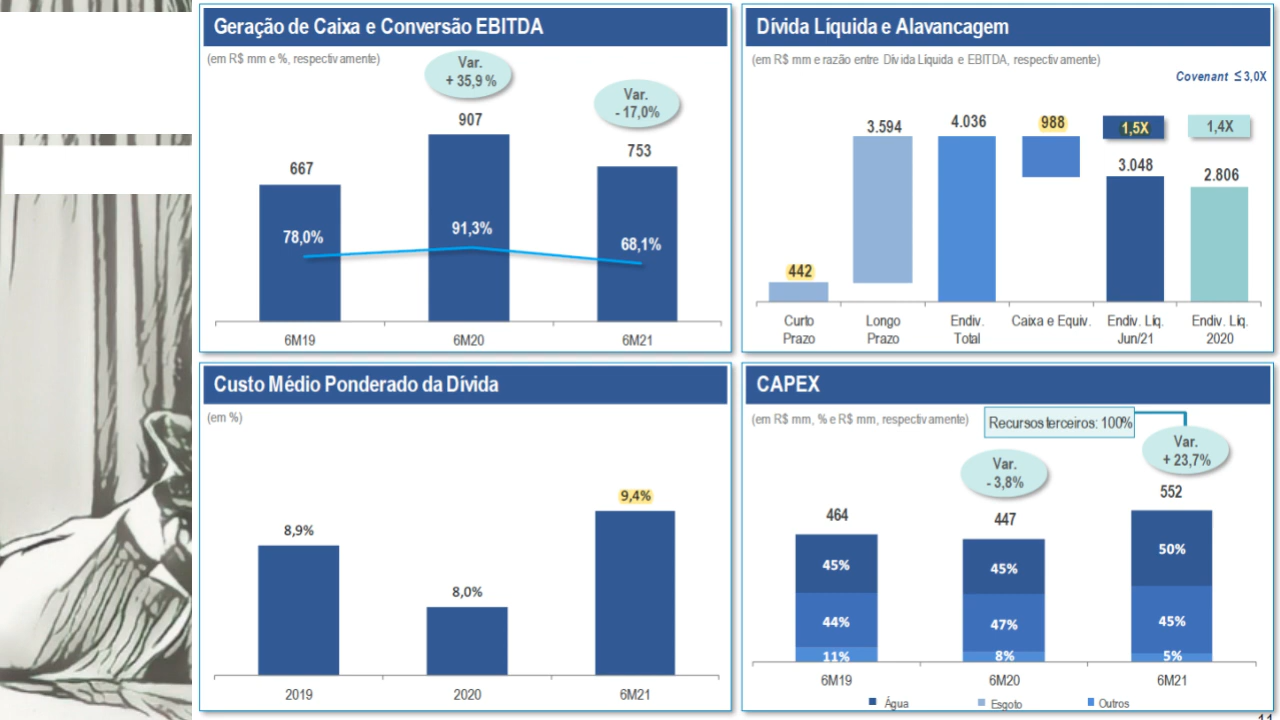 Geração de Caixa e Conversão EBITDA
(em R$ mm e %, respectivamente)
Var.
+ 35,9 %
Var.
- 17,0%
667
907
753
78,0%
91,3%
68,1%
6M19
6M20
6M21
Dívida Líquida e Alavancagem
(em R$ mm e razão entre Dívida Líquida e EBITDA, respectivamente)
Covenant ≤ 3,0X
442
3.594
4.036
988
1,5X
3.048
1,4X
2.806
Curto
Prazo
Longo
Prazo
Endiv.
Total
Caixa e Equiv.
Endiv. Líq.
Jun/21
Endiv. Líq.
2020
Custo Médio Ponderado da Dívida
(em %)
8,9%
8,0%
9,4%
2019
2020
6M21
CAPEX
(em R$ mm, % e R$ mm, respectivamente)
Recursos terceiros: 100%
Var.
- 3,8%
Var.
+ 23,7%
464
447
552
45%
45%
50%
44%
47%
45%
11%
8%
5%
6M19
6M20
6M21
Água
Esgoto
Outros